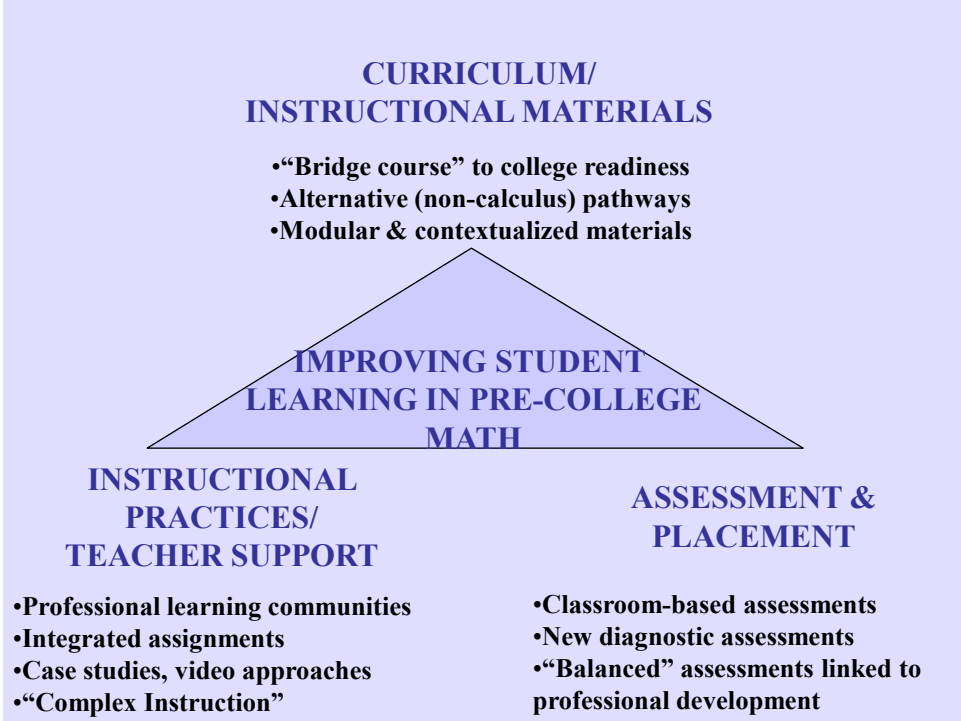 CURRICULUM/
INSTRUCTIONAL MATERIALS
•“Bridge course” to college readiness
•Alternative (non-calculus) pathways
•Modular & contextualized materials
IMPROVING STUDENT
LEARNING IN PRE-COLLEGE
MATH
INSTRUCTIONAL
PRACTICES/
TEACHER SUPPORT
•Professional learning communities
•Integrated assignments
•Case studies, video approaches
•“Complex Instruction”
ASSESSMENT &
PLACEMENT
•Classroom-based assessments
•New diagnostic assessments
•“Balanced” assessments linked to
professional development